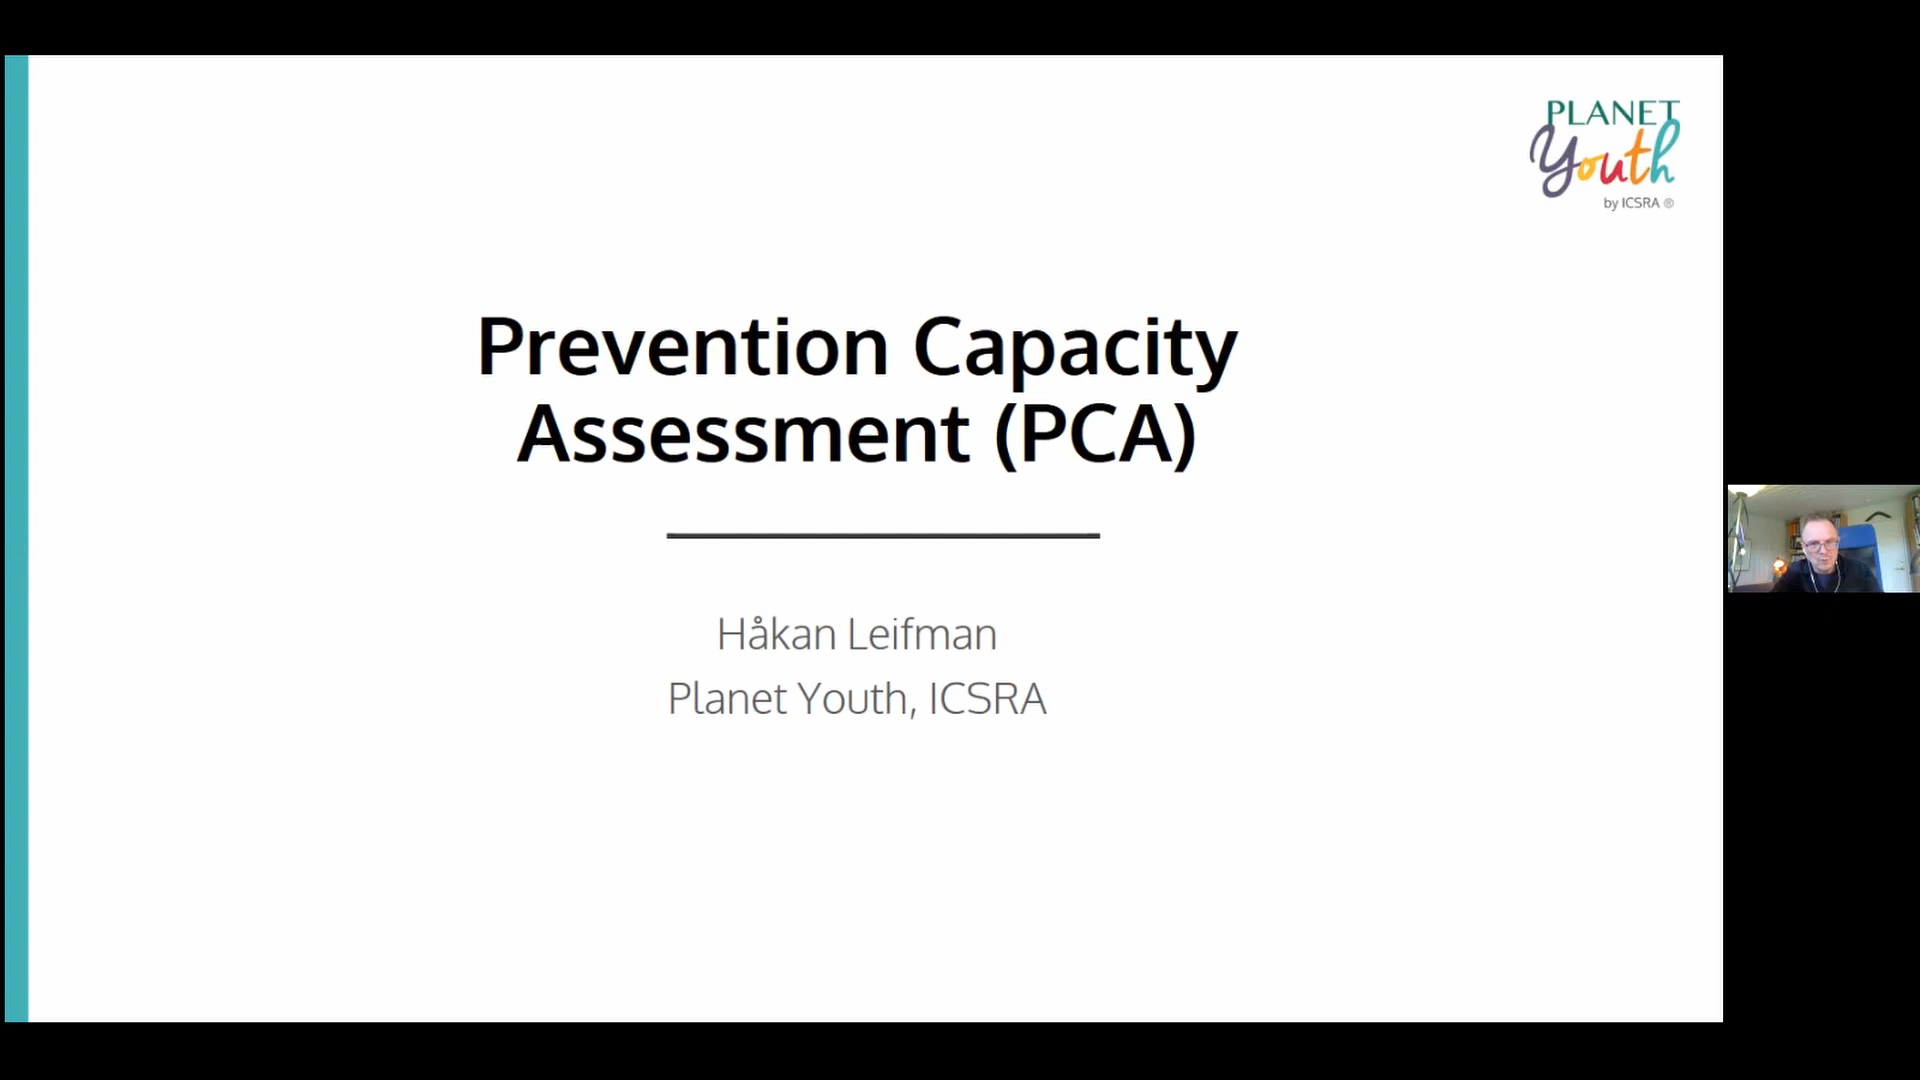 PLANET
Youth
by ICSRA ®
Prevention Capacity
Assessment (PCA)
Håkan Leifman
Planet Youth, ICSRA